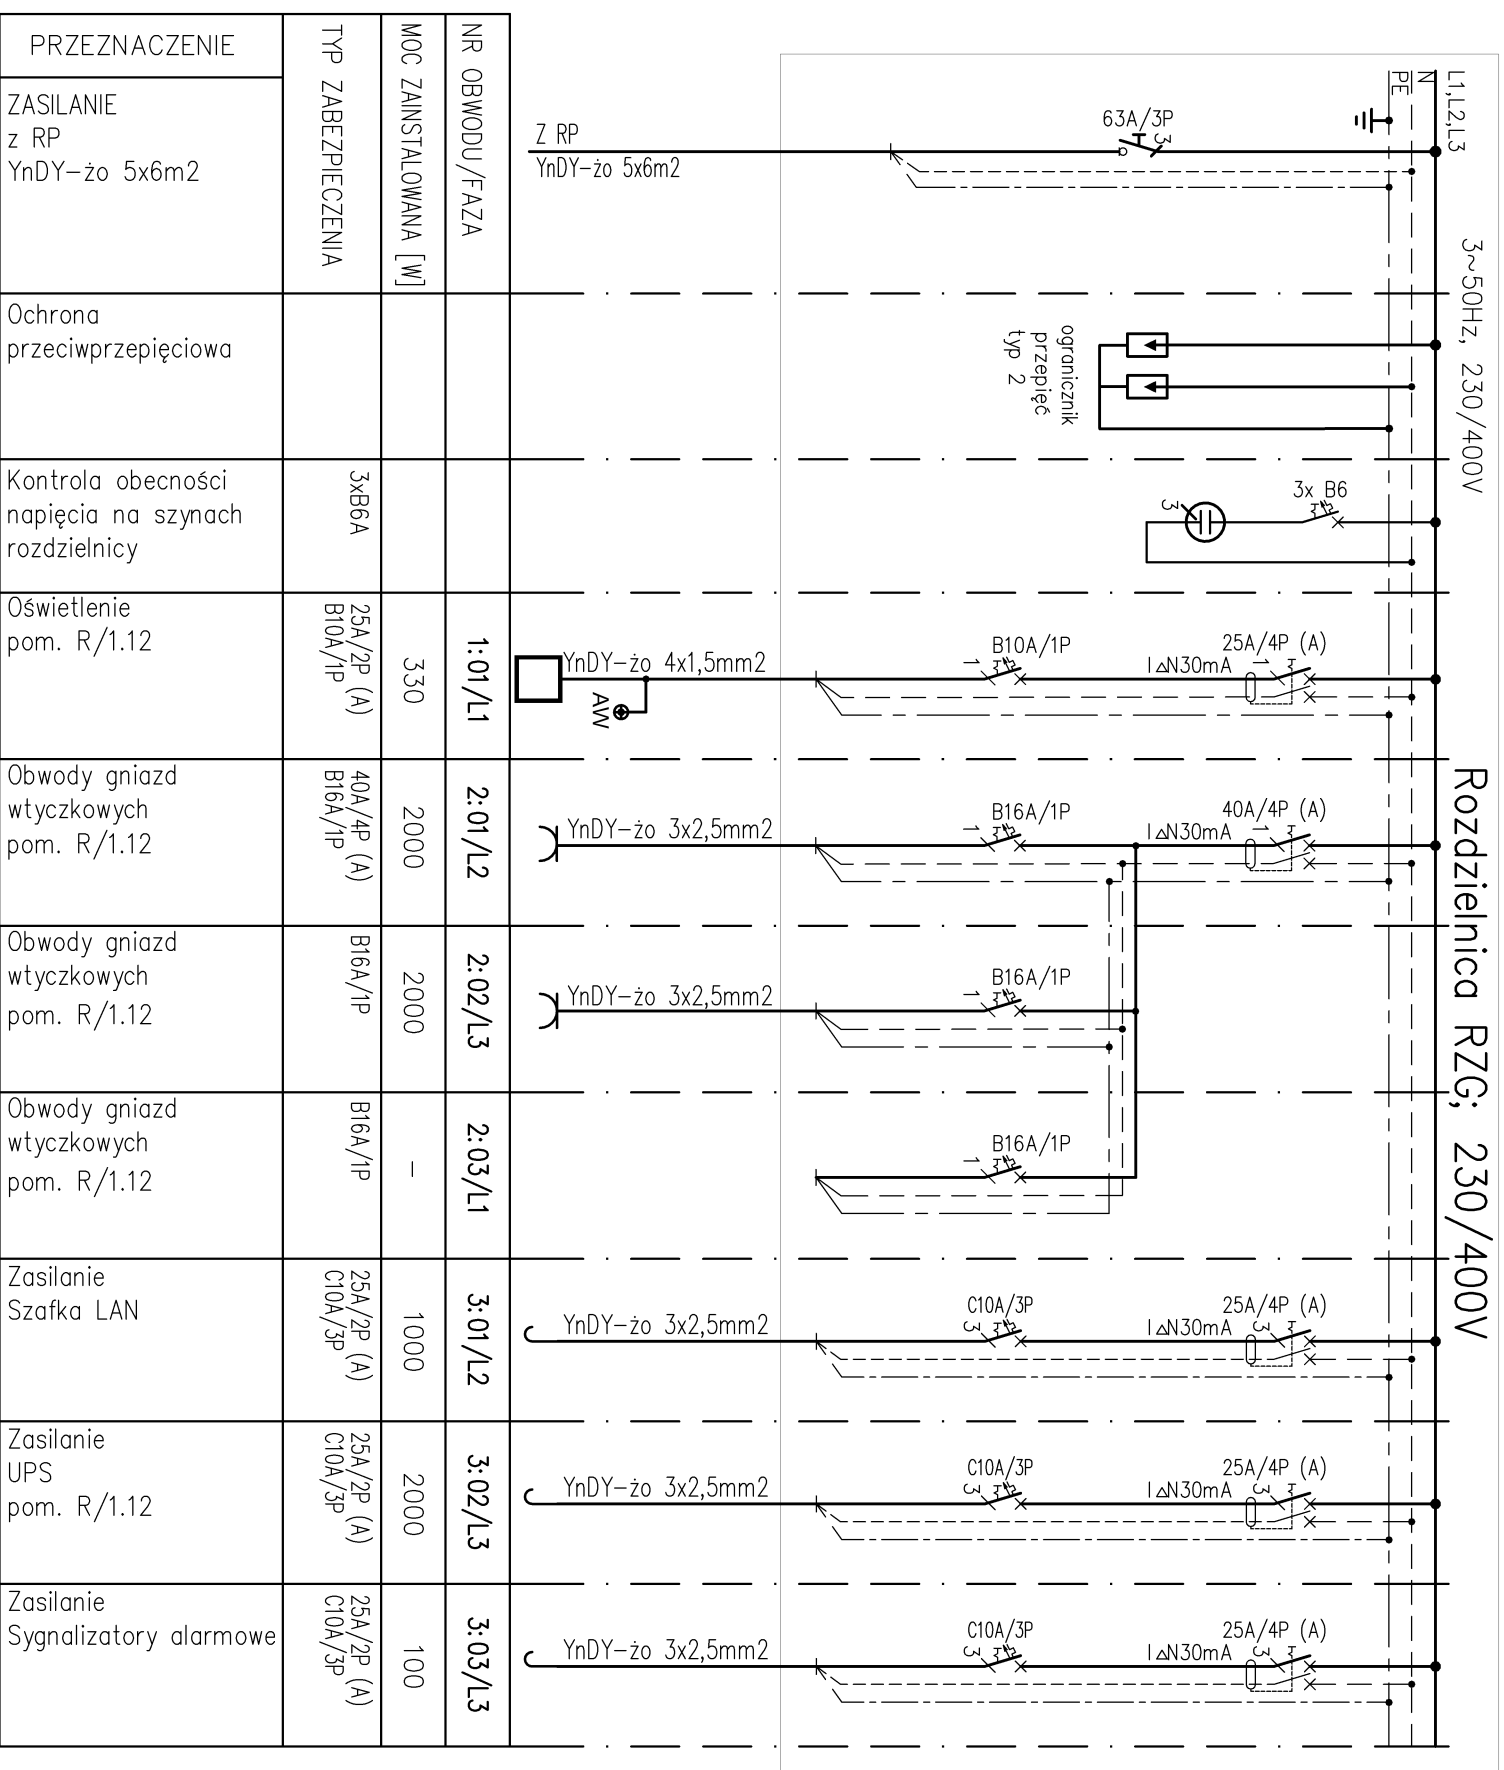 PRZEZNACZENIE
TYP ZABEZPIECZENIA
MOC ZAINSTALOWANA [W]
NR OBWODU/FAZA
L1,L2,L3
N
PE
3~50Hz, 230/400V
Rozdzielnica RZG; 230/400V
ZASILANIE
z RP
YnDY-żo 5x6m2
Z RP
YnDY-żo 5x6m2
63A/3P
3
Ochrona
przeciwprzepięciowa
ogranicznik
przepięć
typ 2
Kontrola obecności
napięcia na szynach
rozdzielnicy
3xB6A
3
3x B6
Oświetlenie
pom. R/1.12
25A/2P (A)
B10A/1P
330
1:01/L1
YnDY-żo 4x1,5mm2
AW
B10A/1P
1
25A/4P (A)
I△N30mA
1
Obwody gniazd
wtyczkowych
pom. R/1.12
40A/4P (A)
B16A/1P
2000
2:01/L2
YnDY-żo 3x2,5mm2
B16A/1P
1
40A/4P (A)
I△N30mA
1
Obwody gniazd
wtyczkowych
pom. R/1.12
B16A/1P
2000
2:02/L3
YnDY-żo 3x2,5mm2
B16A/1P
1
Obwody gniazd
wtyczkowych
pom. R/1.12
B16A/1P
-
2:03/L1
B16A/1P
1
Zasilanie
Szafka LAN
25A/2P (A)
C10A/3P
1000
3:01/L2
YnDY-żo 3x2,5mm2
C10A/3P
3
25A/4P (A)
I△N30mA
3
Zasilanie
UPS
pom. R/1.12
25A/2P (A)
C10A/3P
2000
3:02/L3
YnDY-żo 3x2,5mm2
C10A/3P
3
25A/4P (A)
I△N30mA
3
Zasilanie
Sygnalizatory alarmowe
25A/2P (A)
C10A/3P
100
3:03/L3
YnDY-żo 3x2,5mm2
C10A/3P
3
25A/4P (A)
I△N30mA
3